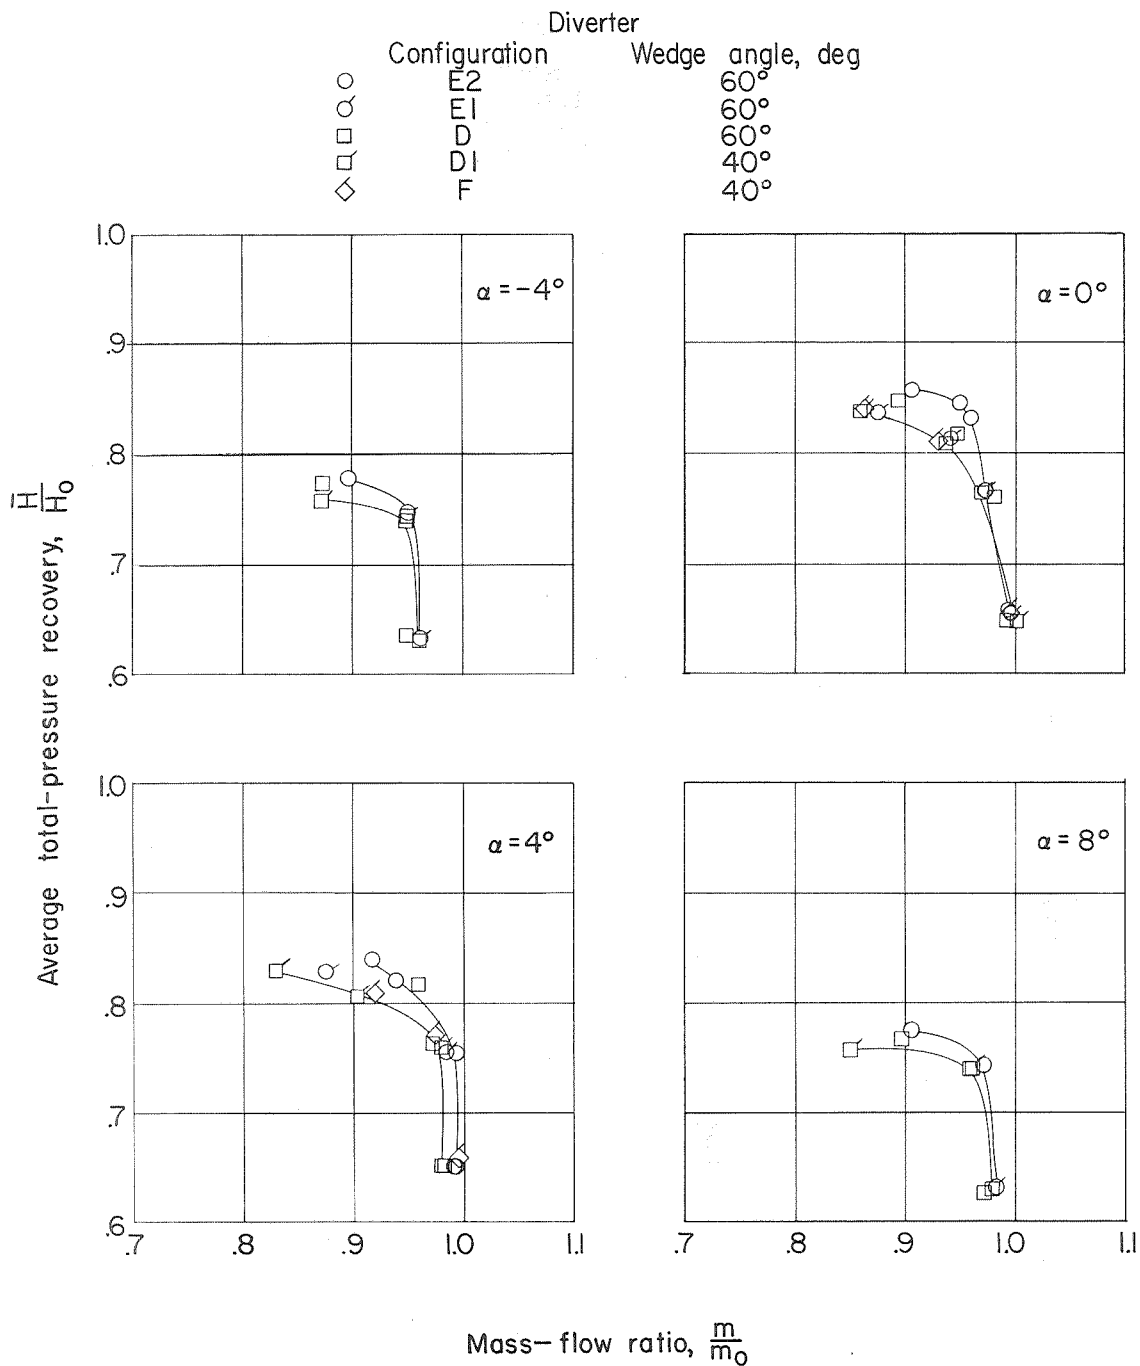 Diverter
Configuration Wedge angle, deg
E2 60°
E1 60°
D 60°
D1 40°
F 40°
1.0
.9
.8
.7
.6
α = -4°
α = 0°
Average total-pressure recovery, H̅/H₀
1.0
.9
.8
.7
.6
α = 4°
α = 8°
.7 .8 .9 1.0 1.1
.7 .8 .9 1.0 1.1
Mass-flow ratio, m/m₀